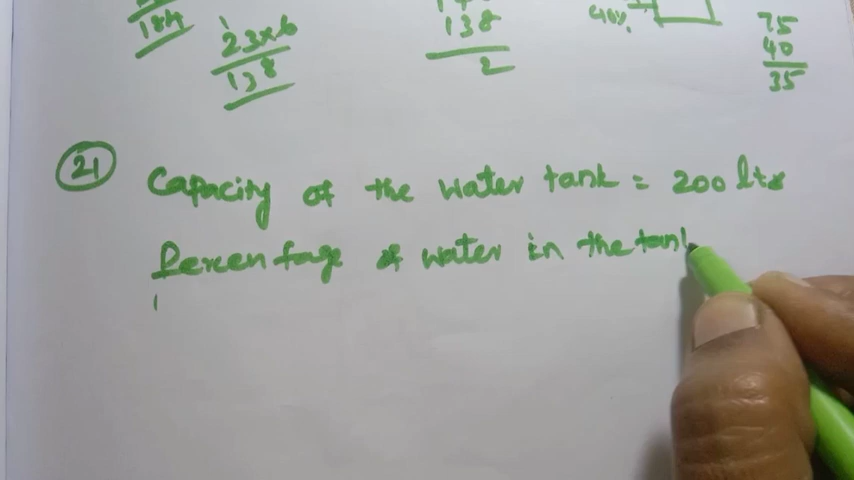 184
23x6
138
138
2
40%
75
40
35
21 Capacity of the water tank = 200 lts
Percentage of water in the tank